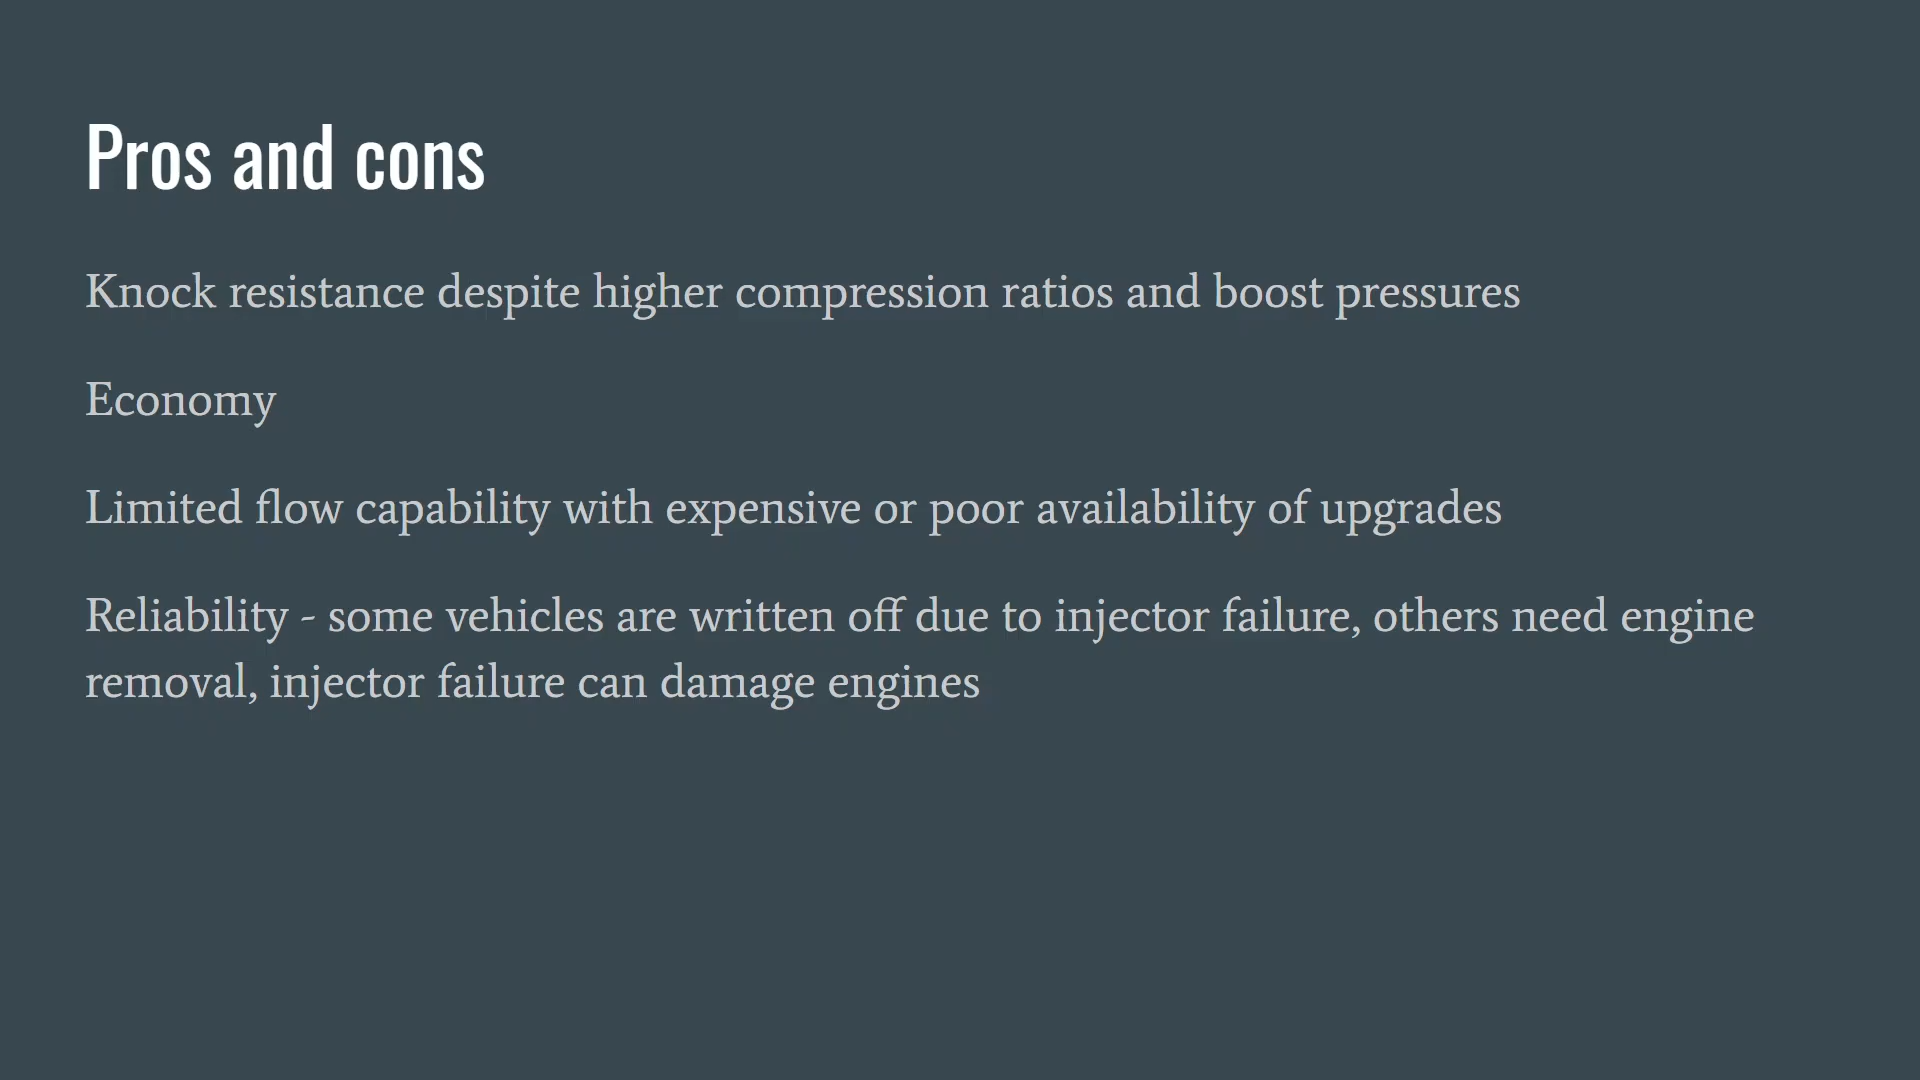 Pros and cons
Knock resistance despite higher compression ratios and boost pressures
Economy
Limited flow capability with expensive or poor availability of upgrades
Reliability - some vehicles are written off due to injector failure, others need engine
removal, injector failure can damage engines